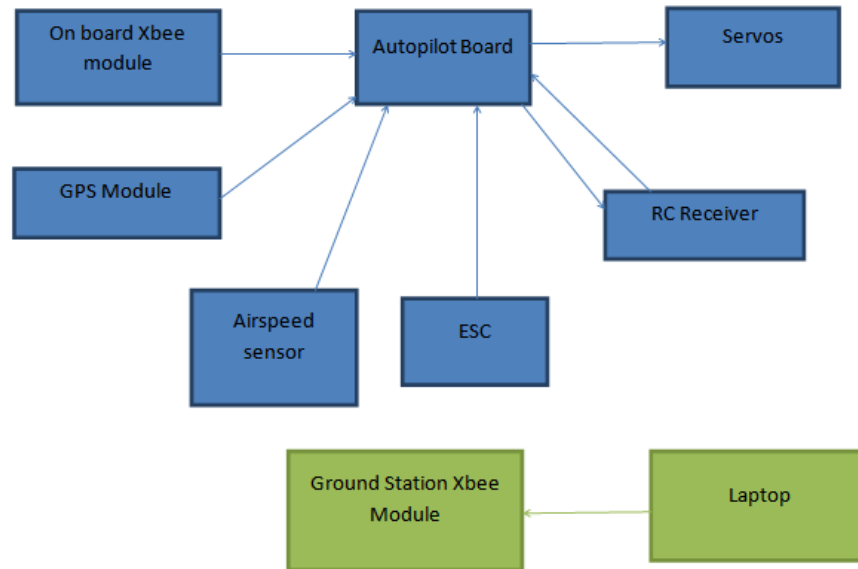 On board Xbee
module
Autopilot Board
Servos
GPS Module
RC Receiver
Airspeed
sensor
ESC
Ground Station Xbee
Module
Laptop